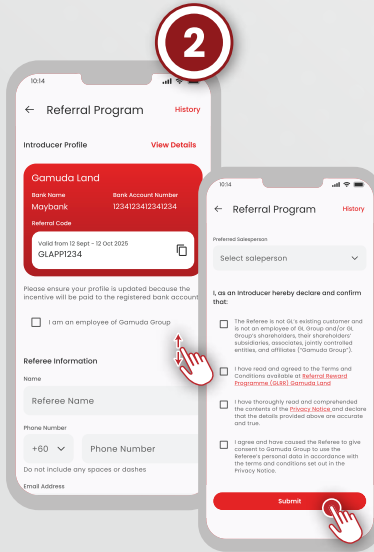 2
10:14
← Referral Program History
Introducer Profile View Details
Gamuda Land
Bank Name Bank Account Number
Maybank 1234123412341234
Referral Code
Valid from 12 Sept - 12 Oct 2025
GLAPP1234
Please ensure your profile is updated because the
incentive will be paid to the registered bank account
I am an employee of Gamuda Group
Referee Information
Name
Referee Name
Phone Number
+60 Phone Number
Do not include any spaces or dashes
Email Address
10:14
← Referral Program History
Preferred Salesperson
Select saleperson
I, as an Introducer hereby declare and confirm
that:
The Referee is not GL's existing customer and
is not an employee of GL Group and/or GL
Group's shareholders, their shareholders'
subsidiaries, associates, jointly controlled
entities, and affiliates ("Gamuda Group").
I have read and agreed to the Terms and
Conditions available at Referral Reward
Programme (GLRR) Gamuda Land
I have thoroughly read and comprehended
the contents of the Privacy Notice and declare
that the details provided above are accurate
and true.
I agree and have caused the Referee to give
consent to Gamuda Group to use the
Referee's personal data in accordance with
the terms and conditions set out in the
Privacy Notice.
Submit